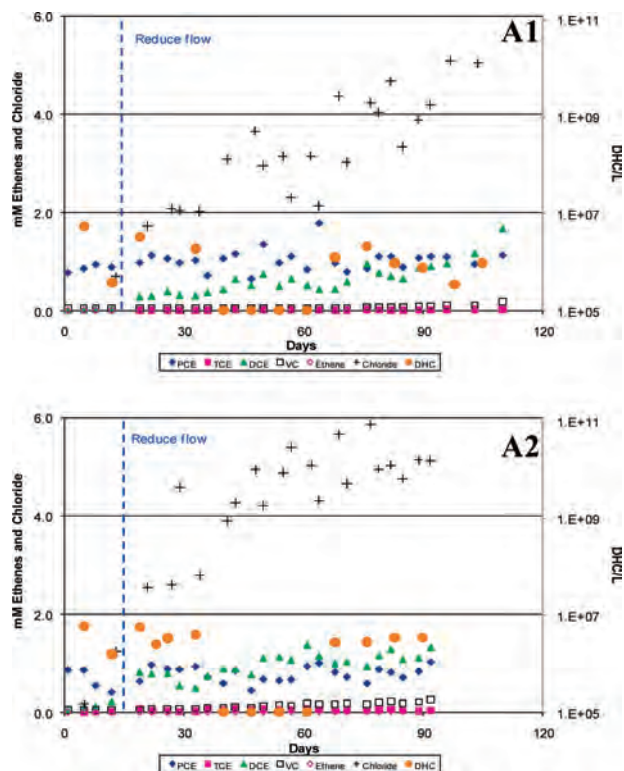 A1
Reduce flow
mM Ethenes and Chloride
6.0
4.0
2.0
0.0
DHC/L
1.E+11
1.E+09
1.E+07
1.E+05
0 30 60 90 120
Days
PCE TCE DCE VC Ethene Chloride DHC
A2
Reduce flow
mM Ethenes and Chloride
6.0
4.0
2.0
0.0
DHC/L
1.E+11
1.E+09
1.E+07
1.E+05
0 30 60 90 120
Days
PCE TCE DCE VC Ethene Chloride DHC